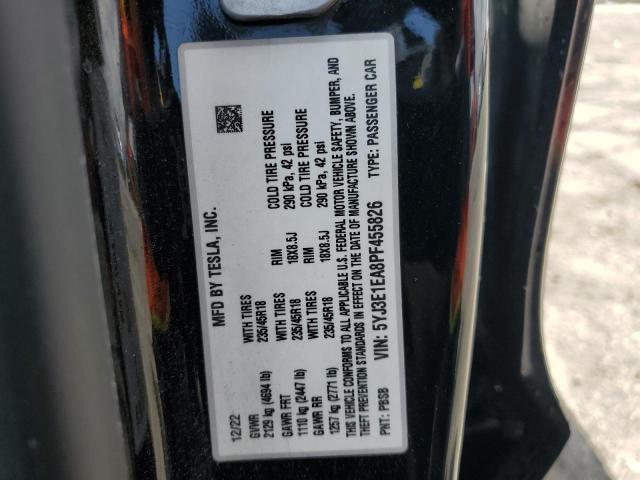 MFD BY TESLA, INC.
12/22
GVWR WITH TIRES RIM COLD TIRE PRESSURE
2129 kg (4694 lb) 235/45R18 18X8.5J 290 kPa, 42 psi
GAWR FRT WITH TIRES RIM COLD TIRE PRESSURE
1110 kg (2447 lb) 235/45R18 18X8.5J 290 kPa, 42 psi
GAWR RR WITH TIRES
1257 kg (2771 lb) 235/45R18
THIS VEHICLE CONFORMS TO ALL APPLICABLE U.S. FEDERAL MOTOR VEHICLE SAFETY, BUMPER, AND
THEFT PREVENTION STANDARDS IN EFFECT ON THE DATE OF MANUFACTURE SHOWN ABOVE.
VIN: 5YJ3E1EA8PF455826 TYPE: PASSENGER CAR
PNT: PBSB